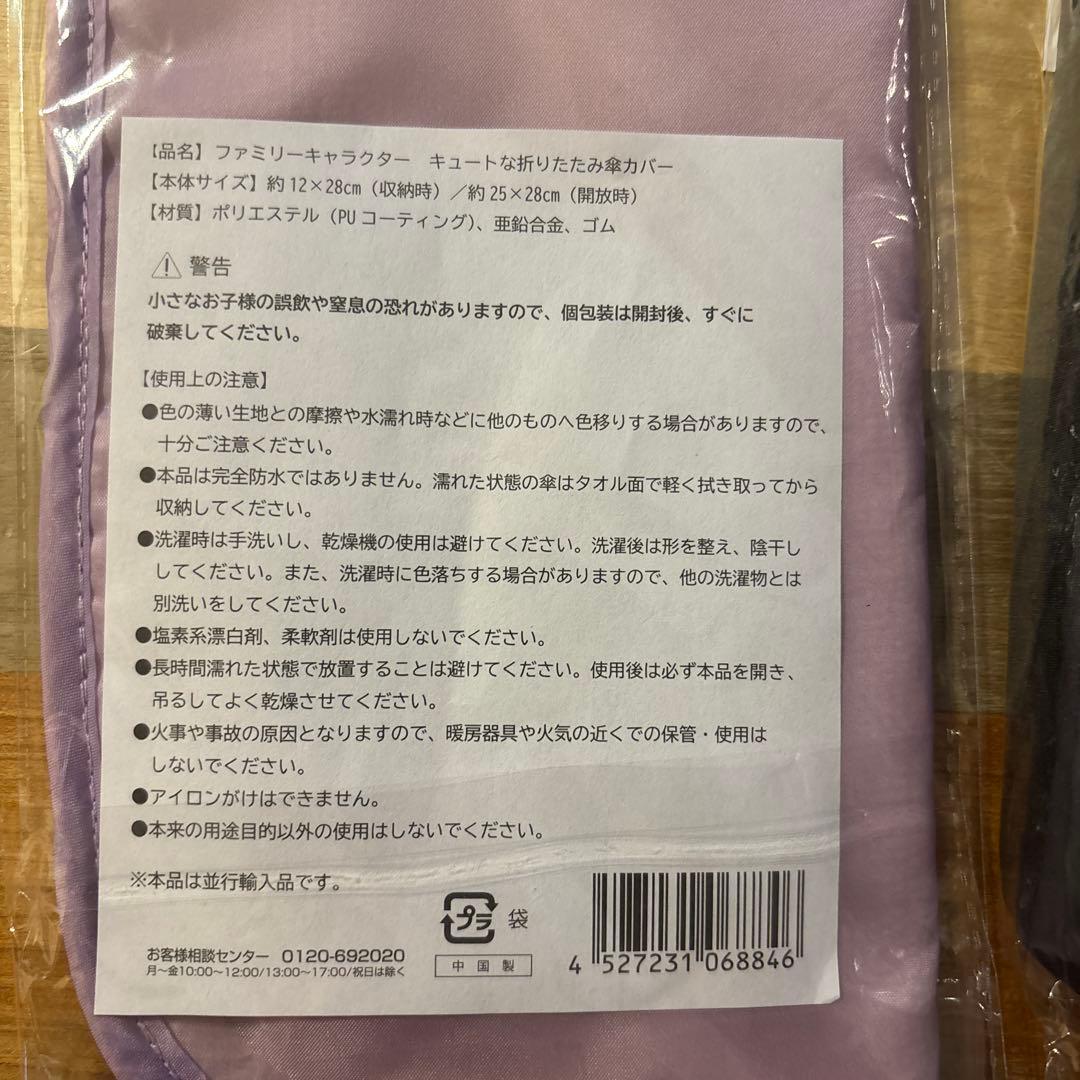 【品名】ファミリーキャラクター　キュートな折りたたみ傘カバー
【本体サイズ】約12×28㎝（収納時）／約25×28㎝（開放時）
【材質】ポリエステル（PUコーティング）、亜鉛合金、ゴム
警告
小さなお子様の誤飲や窒息の恐れがありますので、個包装は開封後、すぐに
破棄してください。
【使用上の注意】
●色の薄い生地との摩擦や水濡れ時などに他のものへ色移りする場合がありますので、
十分ご注意ください。
●本品は完全防水ではありません。濡れた状態の傘はタオル面で軽く拭き取ってから
収納してください。
●洗濯時は手洗いし、乾燥機の使用は避けてください。洗濯後は形を整え、陰干し
してください。また、洗濯時に色落ちする場合がありますので、他の洗濯物とは
別洗いをしてください。
●塩素系漂白剤、柔軟剤は使用しないでください。
●長時間濡れた状態で放置することは避けてください。使用後は必ず本品を開き、
吊るしてよく乾燥させてください。
●火事や事故の原因となりますので、暖房器具や火気の近くでの保管・使用は
しないでください。
●アイロンがけはできません。
●本来の用途目的以外の使用はしないでください。
※本品は並行輸入品です。
プラ 袋
お客様相談センター 0120-692020
月～金10:00～12:00/13:00～17:00/祝日は除く
中国製
4 527231 068846